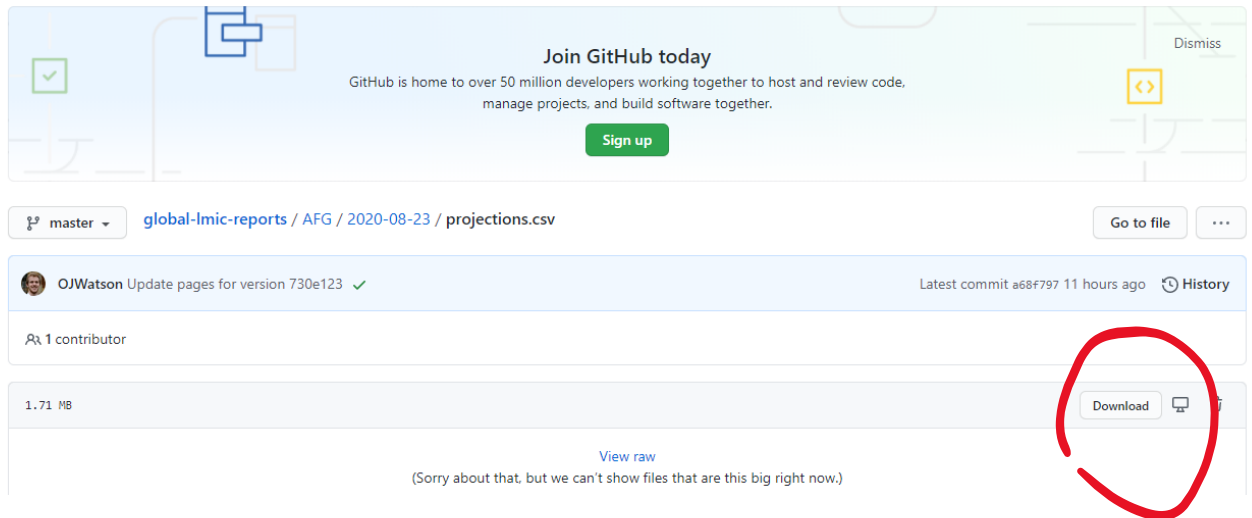 Join GitHub today
Dismiss
GitHub is home to over 50 million developers working together to host and review code,
manage projects, and build software together.
Sign up
master
global-lmic-reports / AFG / 2020-08-23 / projections.csv
Go to file
...
OJWatson Update pages for version 730e123
Latest commit a68f797 11 hours ago
History
1 contributor
1.71 MB
Download
View raw
(Sorry about that, but we can't show files that are this big right now.)